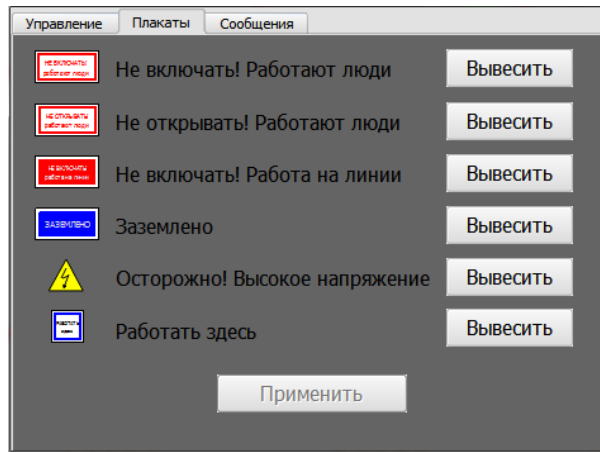 Управление Плакаты Сообщения
НЕ ВКЛЮЧАТЬ!
работают люди
Не включать! Работают люди Вывесить
НЕ ОТКРЫВАТЬ!
работают люди
Не открывать! Работают люди Вывесить
НЕ ВКЛЮЧАТЬ!
работа на линии
Не включать! Работа на линии Вывесить
ЗАЗЕМЛЕНО
Заземлено Вывесить
Осторожно! Высокое напряжение Вывесить
РАБОТАТЬ
Работать здесь Вывесить
Применить